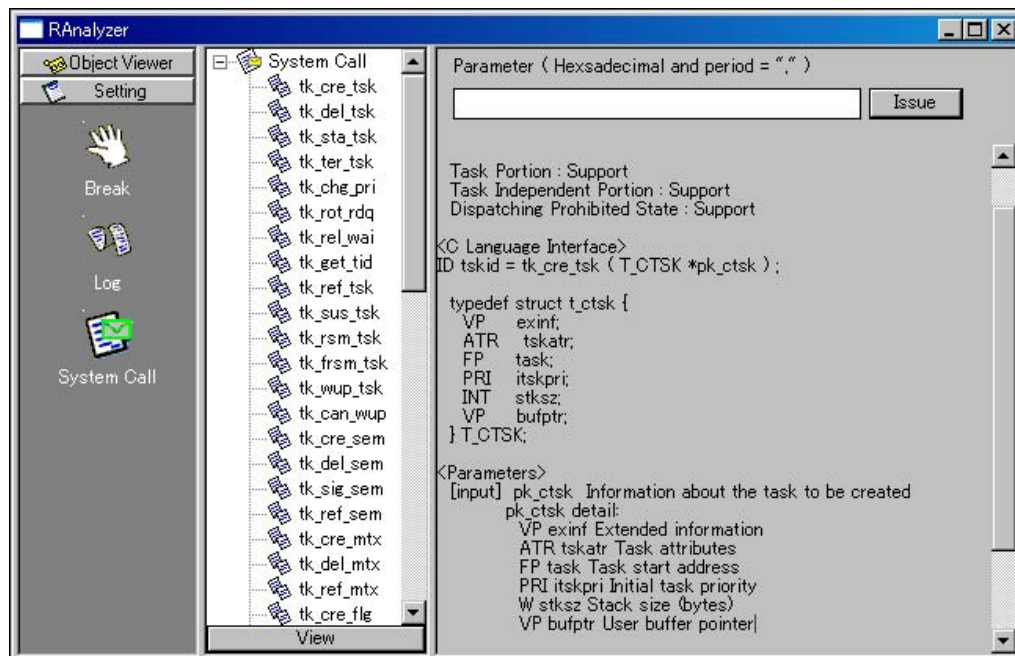 RAnalyzer
Object Viewer
Setting
Break
Log
System Call
System Call
tk_cre_tsk
tk_del_tsk
tk_sta_tsk
tk_ter_tsk
tk_chg_pri
tk_rot_rdq
tk_rel_wai
tk_get_tid
tk_ref_tsk
tk_sus_tsk
tk_rsm_tsk
tk_frsm_tsk
tk_wup_tsk
tk_can_wup
tk_cre_sem
tk_del_sem
tk_sig_sem
tk_ref_sem
tk_cre_mtx
tk_del_mtx
tk_ref_mtx
tk_cre_flg
View
Parameter ( Hexsadecimal and period = "," )
Issue
Task Portion : Support
Task Independent Portion : Support
Dispatching Prohibited State : Support
<C Language Interface>
ID tskid = tk_cre_tsk ( T_CTSK *pk_ctsk ) ;
typedef struct t_ctsk {
VP exinf;
ATR tskatr;
FP task;
PRI itskpri;
INT stksz;
VP bufptr;
} T_CTSK;
<Parameters>
[input] pk_ctsk Information about the task to be created
pk_ctsk detail:
VP exinf Extended information
ATR tskatr Task attributes
FP task Task start address
PRI itskpri Initial task priority
W stksz Stack size (bytes)
VP bufptr User buffer pointer